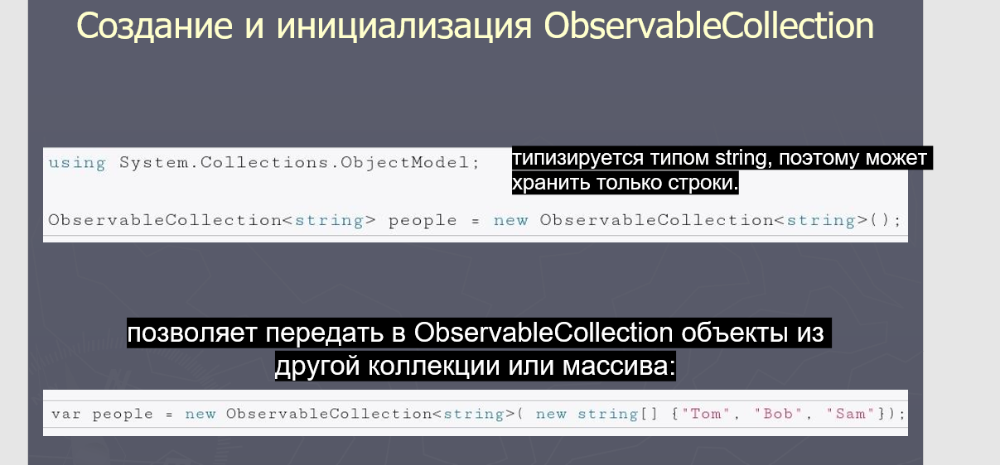 Создание и инициализация ObservableCollection
using System.Collections.ObjectModel;
типизируется типом string, поэтому может
хранить только строки.
ObservableCollection<string> people = new ObservableCollection<string>();
позволяет передать в ObservableCollection объекты из
другой коллекции или массива:
var people = new ObservableCollection<string>( new string[] {"Tom", "Bob", "Sam"});